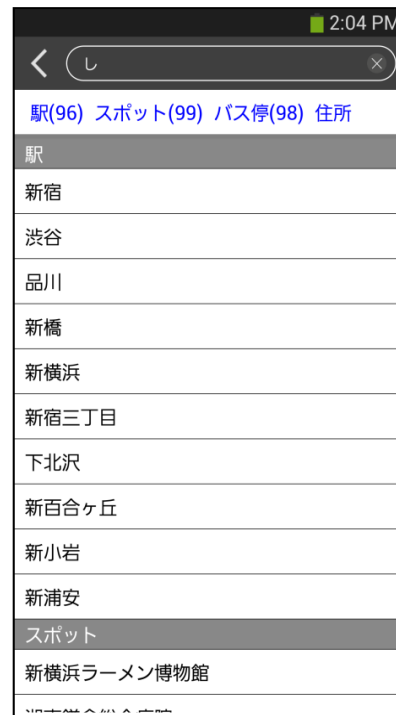 2:04 PM
し
駅(96) スポット(99) バス停(98) 住所
駅
新宿
渋谷
品川
新橋
新横浜
新宿三丁目
下北沢
新百合ヶ丘
新小岩
新浦安
スポット
新横浜ラーメン博物館